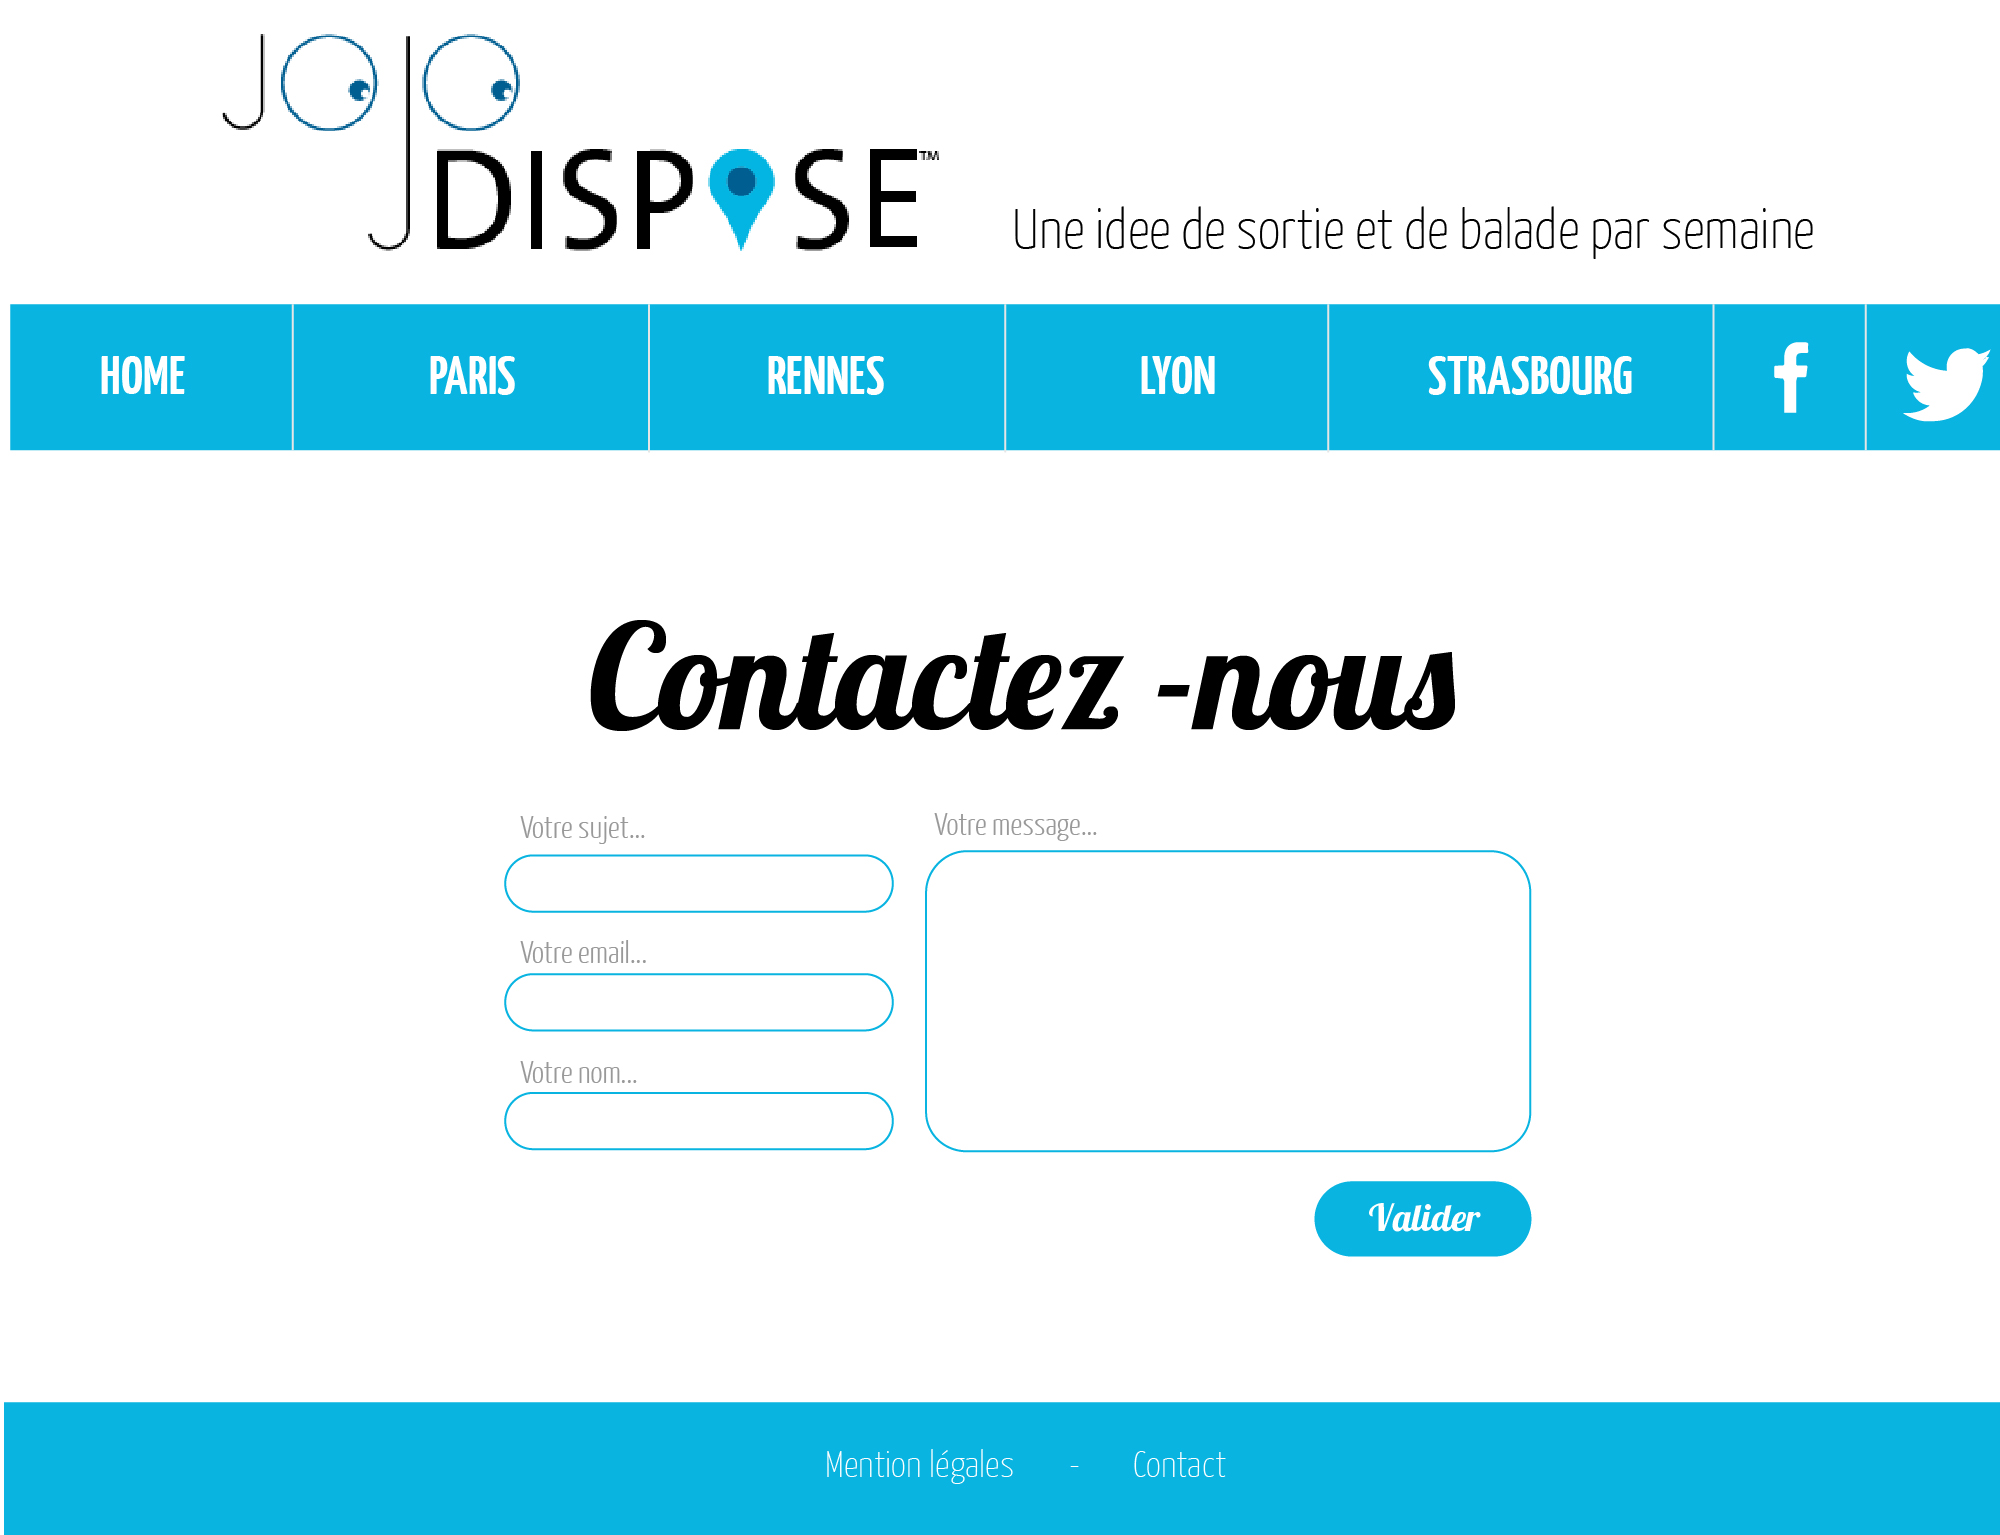 JOJO
DISPOSE™
Une idee de sortie et de balade par semaine
HOME PARIS RENNES LYON STRASBOURG f
Contactez -nous
Votre sujet...
Votre message...
Votre email...
Votre nom...
Valider
Mention légales - Contact